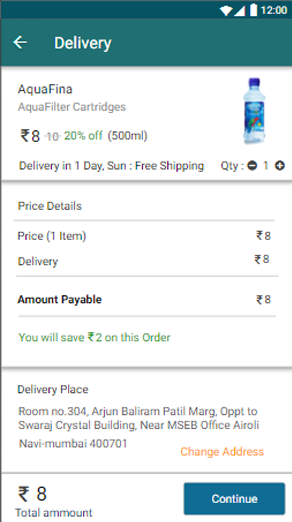 12:00
Delivery
AquaFina
AquaFilter Cartridges
₹8 10 20% off (500ml)
Delivery in 1 Day, Sun : Free Shipping Qty : 1
Price Details
Price (1 Item) ₹8
Delivery ₹8
Amount Payable ₹8
You will save ₹2 on this Order
Delivery Place
Room no.304, Arjun Baliram Patil Marg, Oppt to
Swaraj Crystal Building, Near MSEB Office Airoli
Navi-mumbai 400701
Change Address
₹ 8
Total ammount
Continue